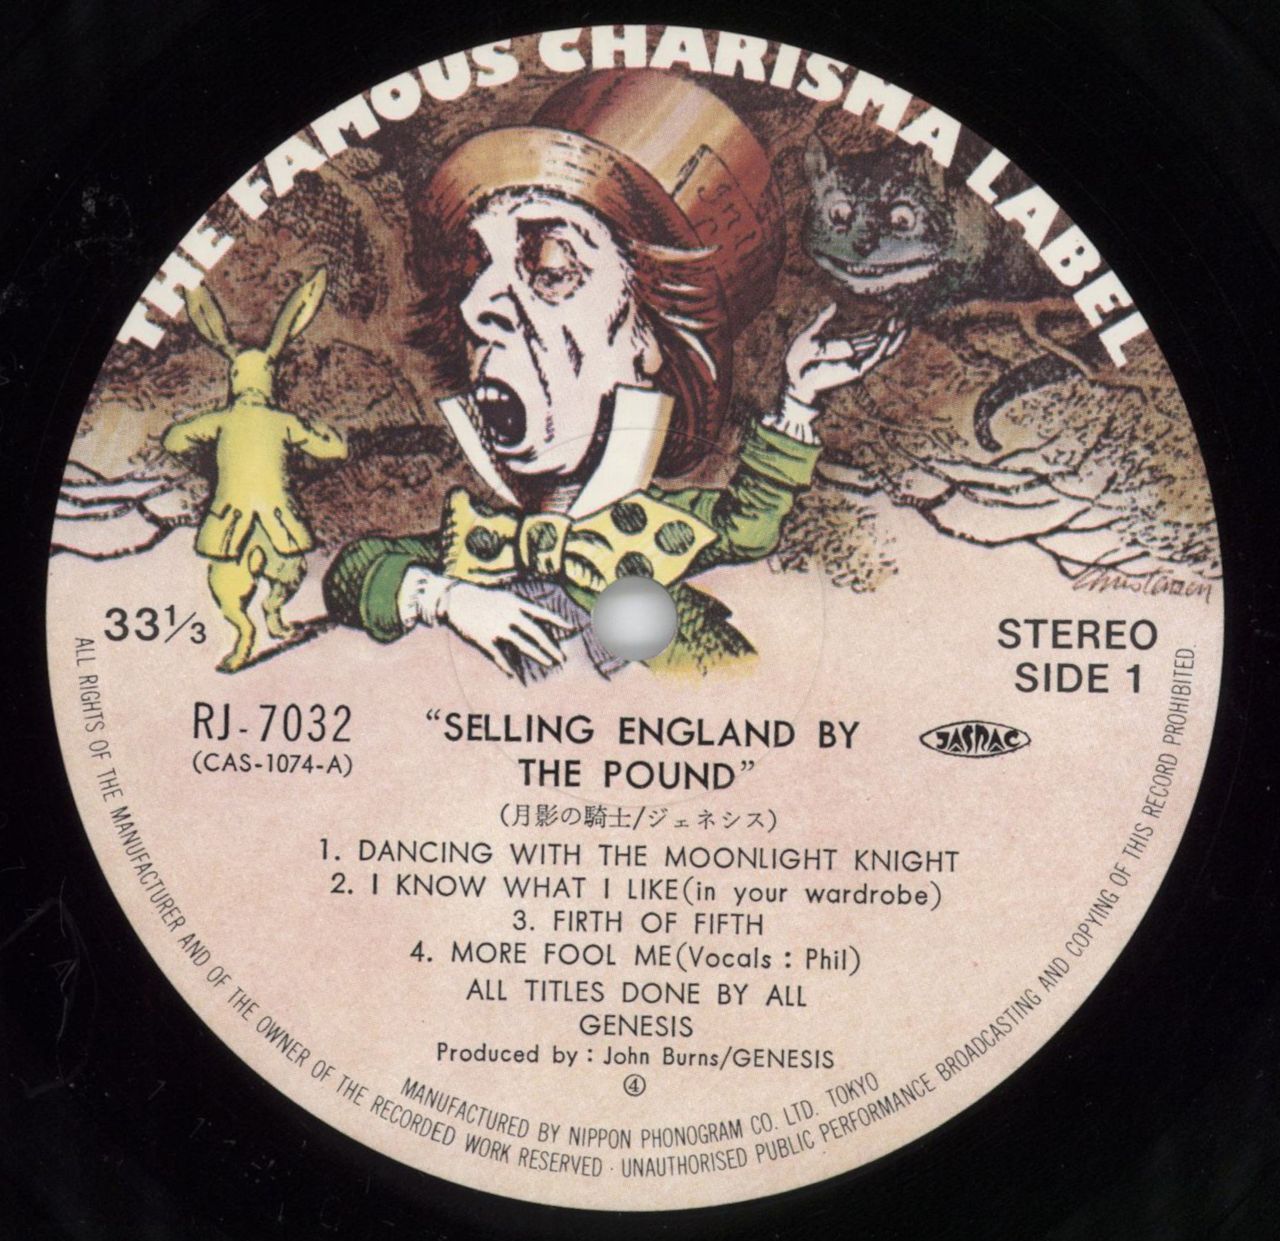 THE FAMOUS CHARISMA LABEL
Christensen
33⅓
STEREO
SIDE 1
RJ-7032
(CAS-1074-A)
"SELLING ENGLAND BY
THE POUND"
JASRAC
(月影の騎士/ジェネシス)
1. DANCING WITH THE MOONLIGHT KNIGHT
2. I KNOW WHAT I LIKE(in your wardrobe)
3. FIRTH OF FIFTH
4. MORE FOOL ME(Vocals : Phil)
ALL TITLES DONE BY ALL
GENESIS
Produced by : John Burns/GENESIS
④
MANUFACTURED BY NIPPON PHONOGRAM CO. LTD. TOKYO
ALL RIGHTS OF THE MANUFACTURER AND OF THE OWNER OF THE RECORDED WORK RESERVED · UNAUTHORISED PUBLIC PERFORMANCE BROADCASTING AND COPYING OF THIS RECORD PROHIBITED.